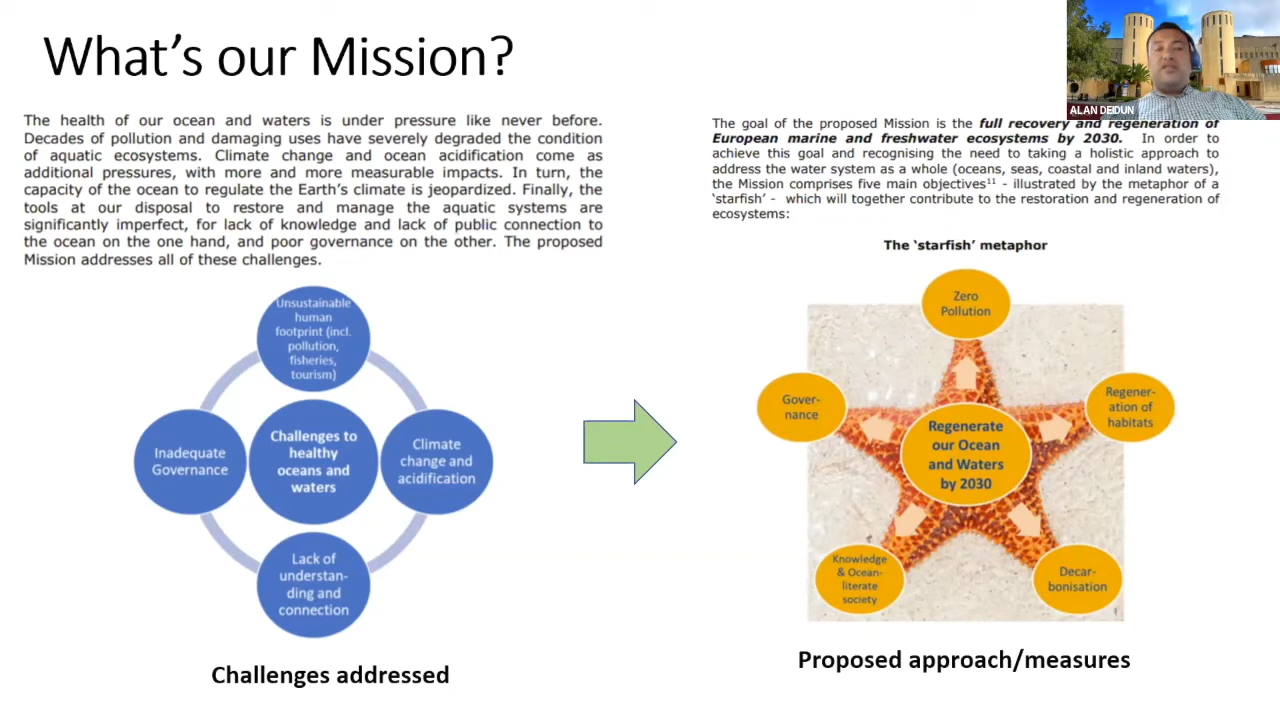 What's our Mission?
ALAN DEIDUN
The health of our ocean and waters is under pressure like never before.
Decades of pollution and damaging uses have severely degraded the condition
of aquatic ecosystems. Climate change and ocean acidification come as
additional pressures, with more and more measurable impacts. In turn, the
capacity of the ocean to regulate the Earth's climate is jeopardized. Finally, the
tools at our disposal to restore and manage the aquatic systems are
significantly imperfect, for lack of knowledge and lack of public connection to
the ocean on the one hand, and poor governance on the other. The proposed
Mission addresses all of these challenges.
Unsustainable
human
footprint (incl.
pollution,
fisheries,
tourism)
Inadequate
Governance
Challenges to
healthy
oceans and
waters
Climate
change and
acidification
Lack of
understan-
ding and
connection
Challenges addressed
The goal of the proposed Mission is the full recovery and regeneration of
European marine and freshwater ecosystems by 2030. In order to
achieve this goal and recognising the need to taking a holistic approach to
address the water system as a whole (oceans, seas, coastal and inland waters),
the Mission comprises five main objectives¹¹ - illustrated by the metaphor of a
'starfish' - which will together contribute to the restoration and regeneration of
ecosystems:
The 'starfish' metaphor
Zero
Pollution
Gover-
nance
Regener-
ation of
habitats
Regenerate
our Ocean
and Waters
by 2030
Knowledge
& Ocean-
literate
society
Decar-
bonisation
Proposed approach/measures